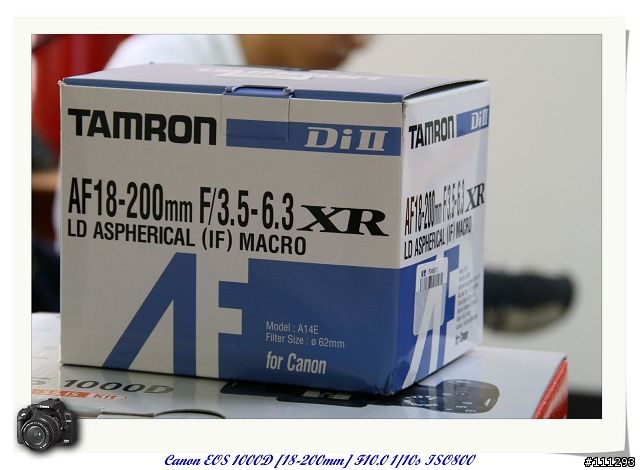 TAMRON
Di II
AF18-200mm F/3.5-6.3 XR
LD ASPHERICAL (IF) MACRO
AF
Model : A14E
Filter Size : ø 62mm
for Canon
TAMRON
Di II
AF18-200mm F/3.5-6.3 XR
LD ASPHERICAL (IF) MACRO
1000D
Kit
Canon EOS 1000D [18-200mm] F10.0 1/10s ISO800
#111293